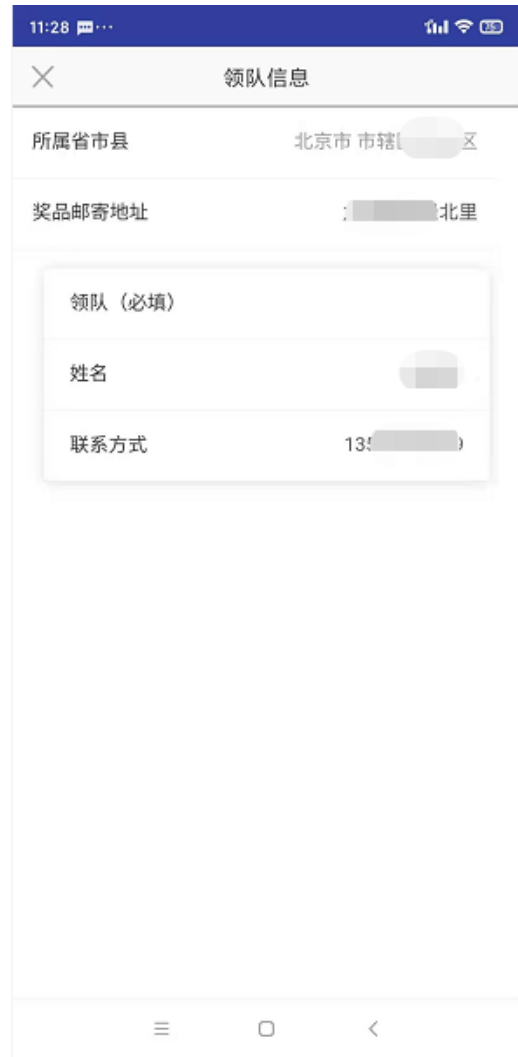 11:28
领队信息
所属省市县 北京市 市辖 区
奖品邮寄地址 北里
领队（必填）
姓名
联系方式 135 9